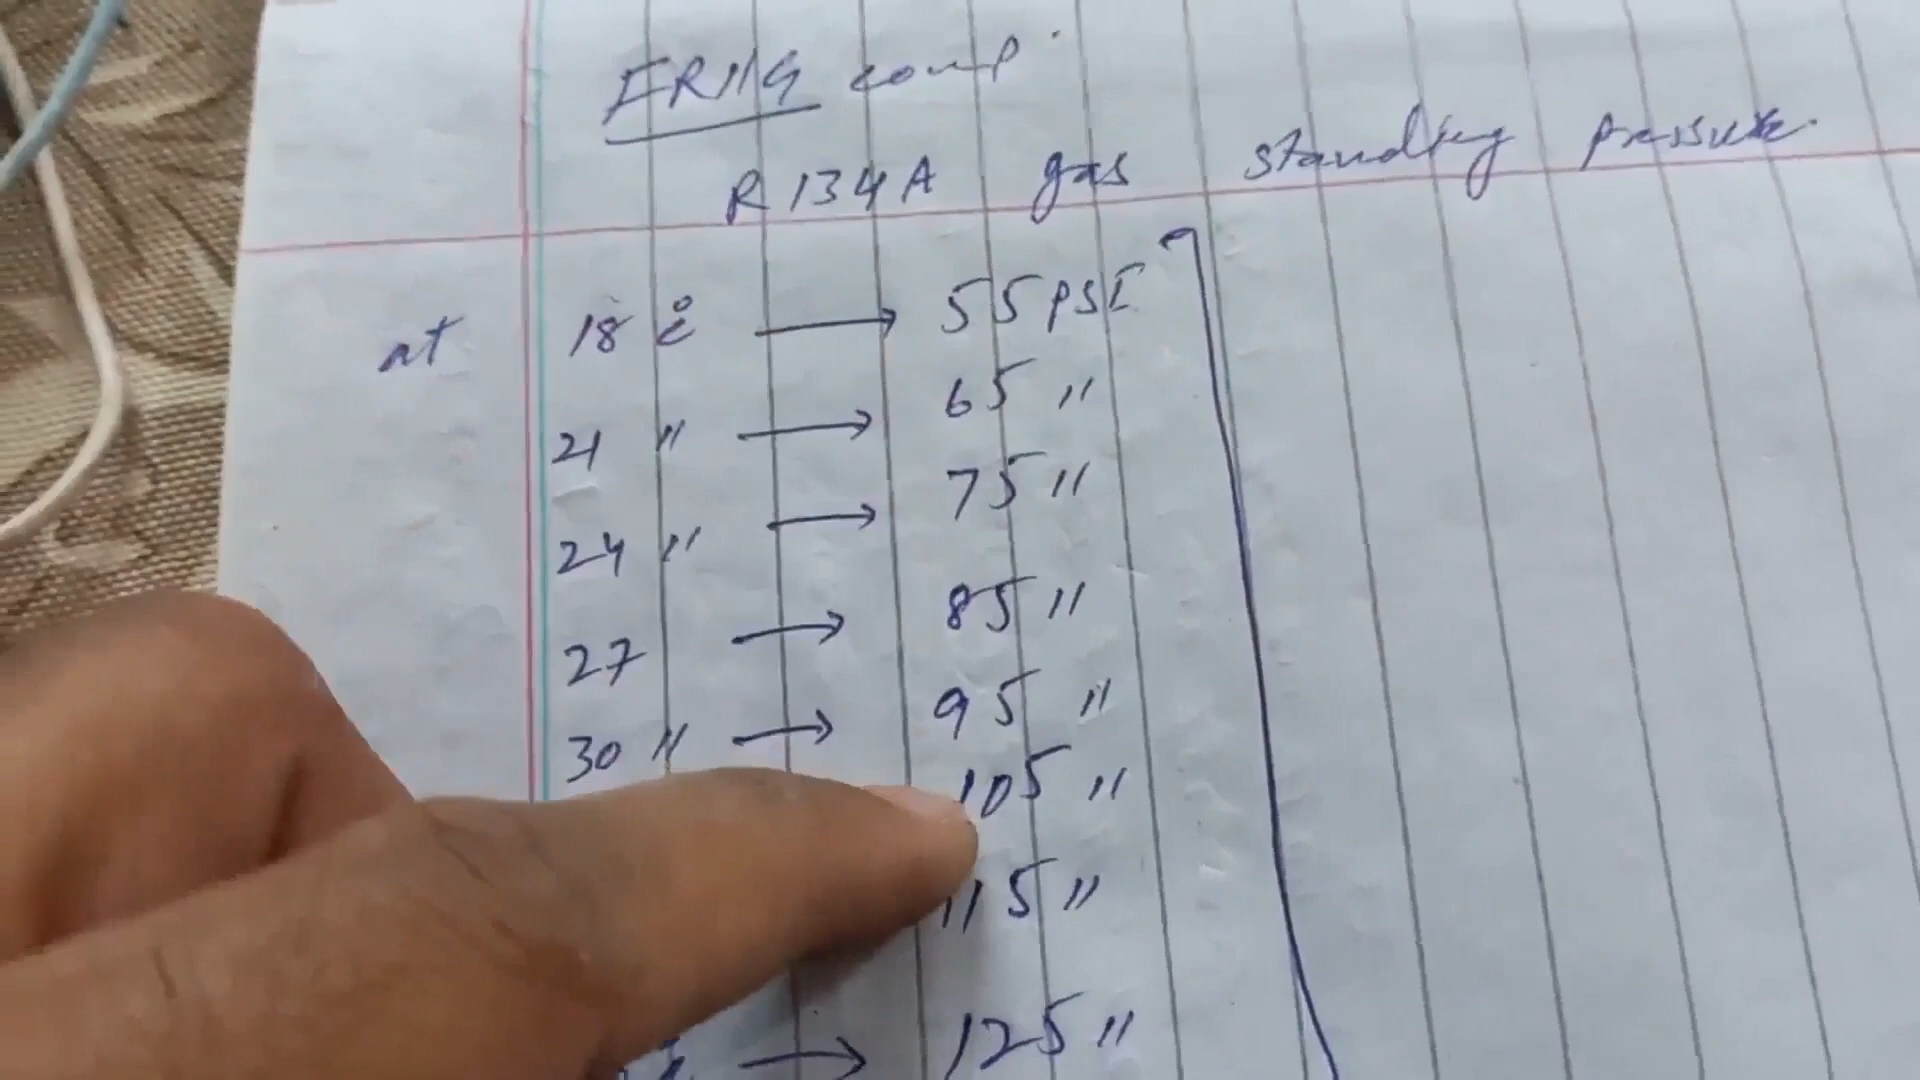 FR11G comp.
R134A gas standing pressure.
at 18 c° → 55 PSI
21 " → 65 "
24 " → 75 "
27 → 85 "
30 " → 95 "
105 "
115 "
→ 125 "